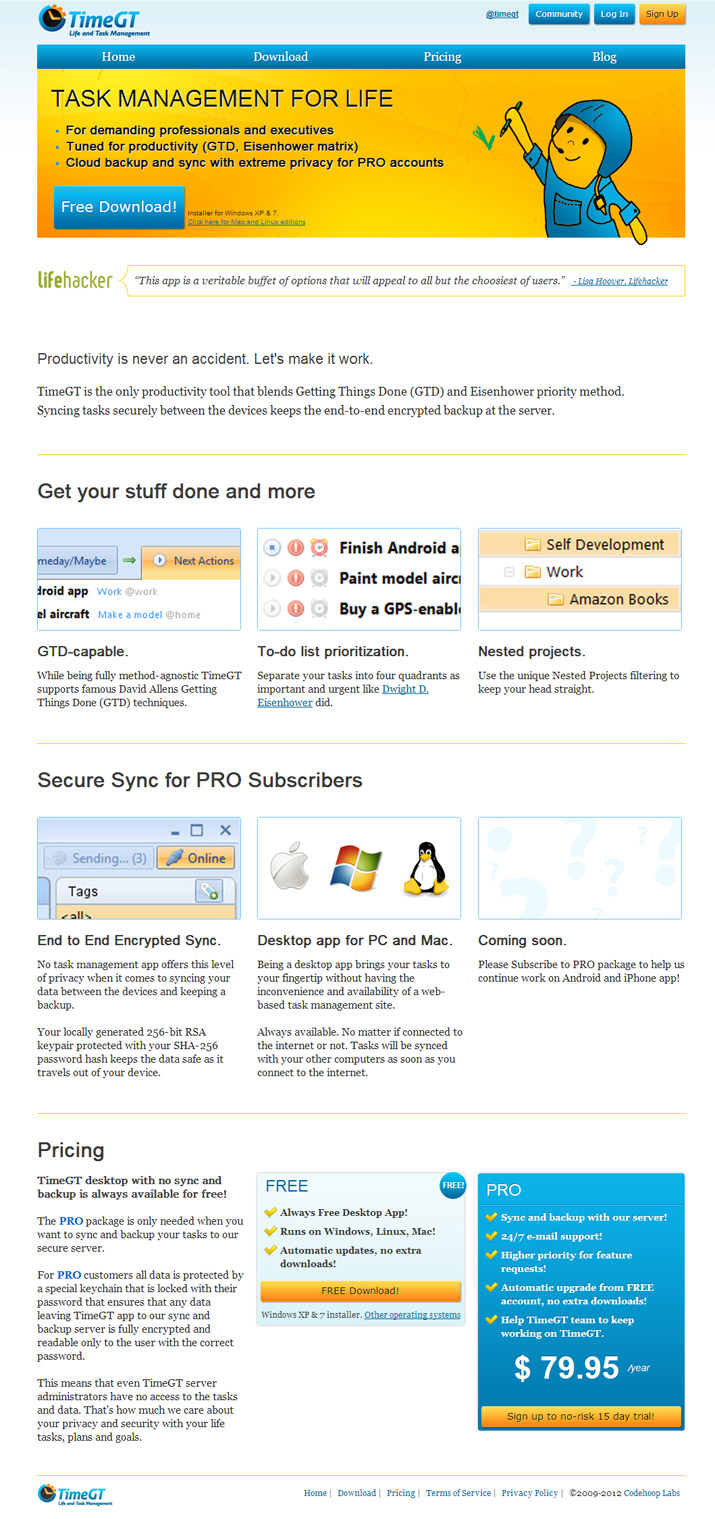 TimeGT
Life and Task Management
@timegt
Community
Log In
Sign Up
Home
Download
Pricing
Blog
TASK MANAGEMENT FOR LIFE
• For demanding professionals and executives
• Tuned for productivity (GTD, Eisenhower matrix)
• Cloud backup and sync with extreme privacy for PRO accounts
Free Download!
Installer for Windows XP & 7.
Click here for Mac and Linux editions
lifehacker
“This app is a veritable buffet of options that will appeal to all but the choosiest of users.” - Lisa Hoover, Lifehacker
Productivity is never an accident. Let's make it work.
TimeGT is the only productivity tool that blends Getting Things Done (GTD) and Eisenhower priority method.
Syncing tasks securely between the devices keeps the end-to-end encrypted backup at the server.
Get your stuff done and more
meday/Maybe
Next Actions
droid app Work @work
el aircraft Make a model @home
Finish Android a
Paint model aircr
Buy a GPS-enable
Self Development
Work
Amazon Books
GTD-capable.
While being fully method-agnostic TimeGT
supports famous David Allens Getting
Things Done (GTD) techniques.
To-do list prioritization.
Separate your tasks into four quadrants as
important and urgent like Dwight D.
Eisenhower did.
Nested projects.
Use the unique Nested Projects filtering to
keep your head straight.
Secure Sync for PRO Subscribers
Sending... (3)
Online
Tags
<all>
? ? ? ? ? ?
End to End Encrypted Sync.
No task management app offers this level
of privacy when it comes to syncing your
data between the devices and keeping a
backup.
Your locally generated 256-bit RSA
keypair protected with your SHA-256
password hash keeps the data safe as it
travels out of your device.
Desktop app for PC and Mac.
Being a desktop app brings your tasks to
your fingertip without having the
inconvenience and availability of a web-
based task management site.
Always available. No matter if connected to
the internet or not. Tasks will be synced
with your other computers as soon as you
connect to the internet.
Coming soon.
Please Subscribe to PRO package to help us
continue work on Android and iPhone app!
Pricing
TimeGT desktop with no sync and
backup is always available for free!
The PRO package is only needed when you
want to sync and backup your tasks to our
secure server.
For PRO customers all data is protected by
a special keychain that is locked with their
password that ensures that any data
leaving TimeGT app to our sync and
backup server is fully encrypted and
readable only to the user with the correct
password.
This means that even TimeGT server
administrators have no access to the tasks
and data. That's how much we care about
your privacy and security with your life
tasks, plans and goals.
FREE
FREE!
Always Free Desktop App!
Runs on Windows, Linux, Mac!
Automatic updates, no extra
downloads!
FREE Download!
Windows XP & 7 installer. Other operating systems
PRO
Sync and backup with our server!
24/7 e-mail support!
Higher priority for feature
requests!
Automatic upgrade from FREE
account, no extra downloads!
Help TimeGT team to keep
working on TimeGT.
$ 79.95 /year
Sign up to no-risk 15 day trial!
TimeGT
Life and Task Management
Home | Download | Pricing | Terms of Service | Privacy Policy | ©2009-2012 Codehoop Labs